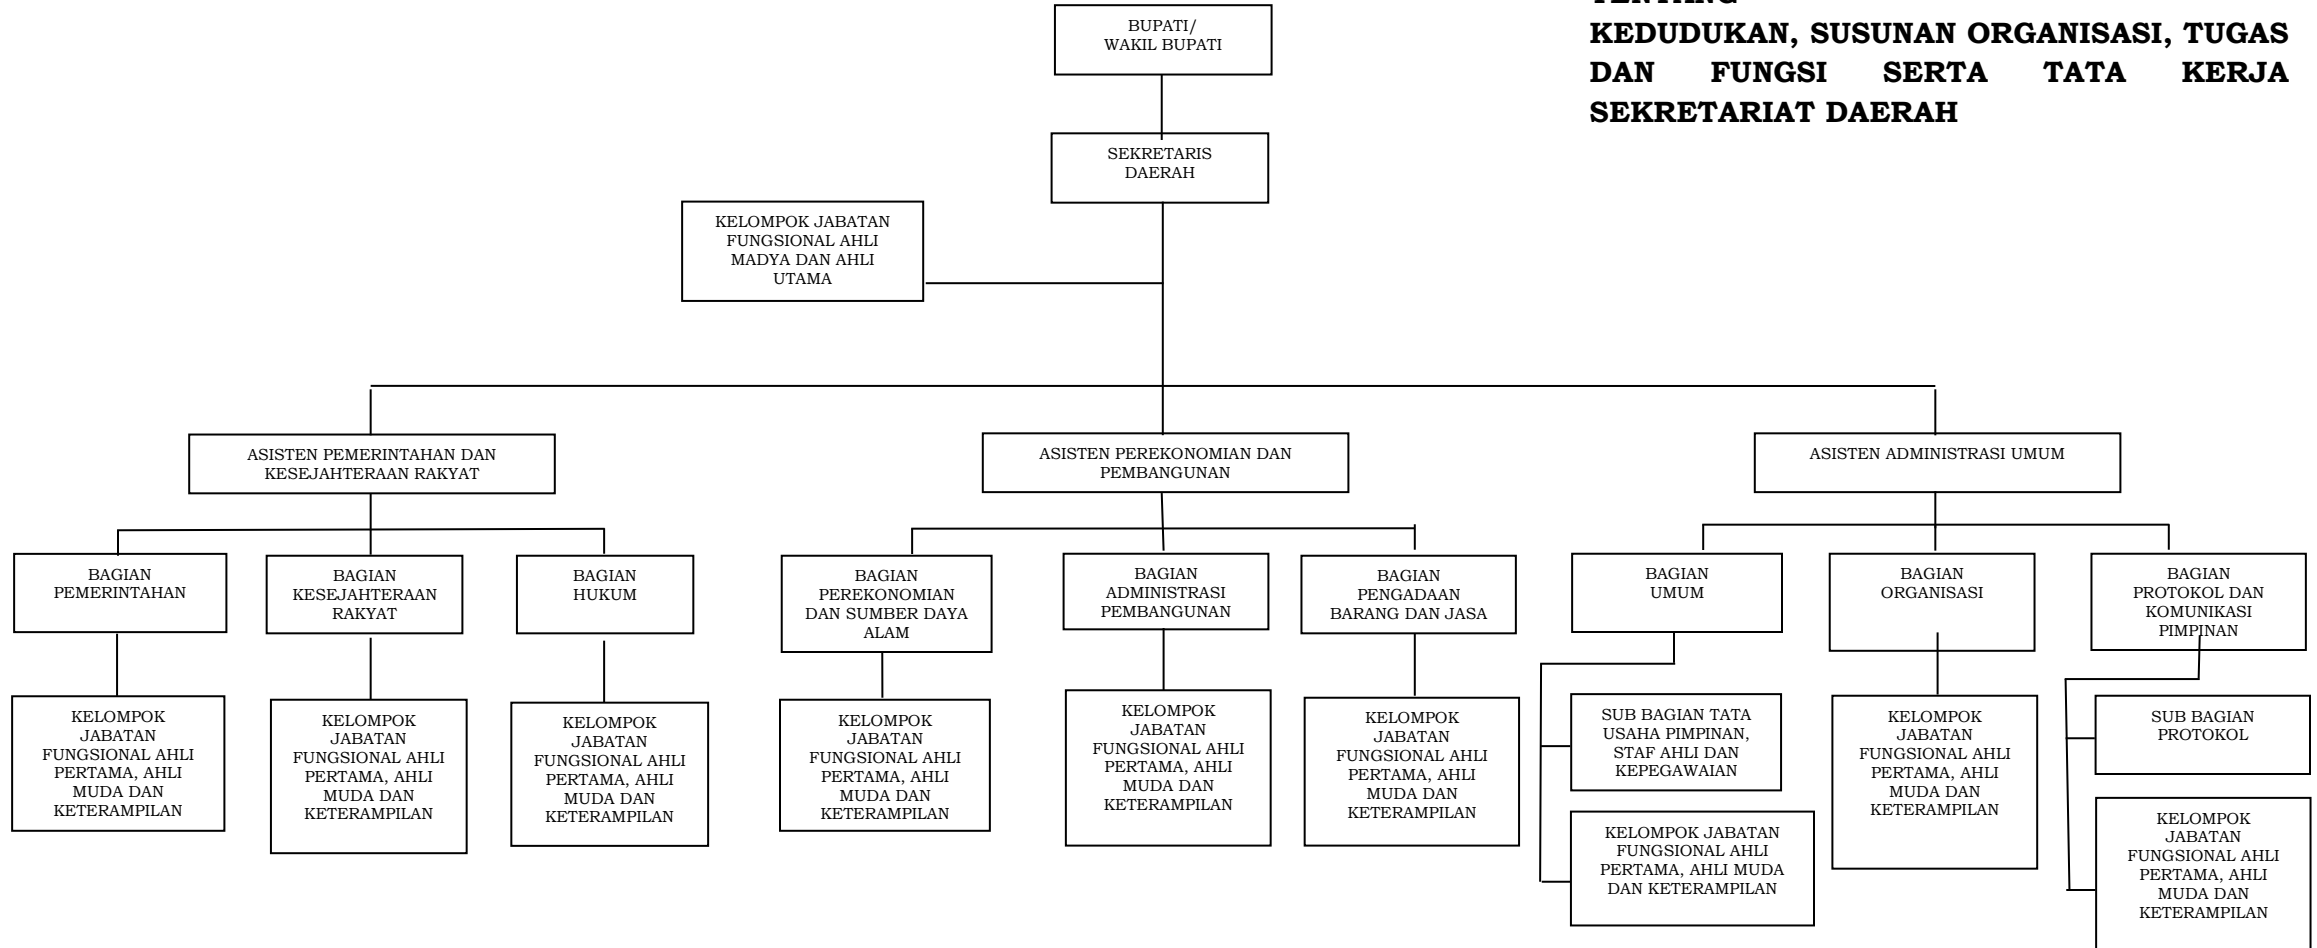 TENTANG
KEDUDUKAN, SUSUNAN ORGANISASI, TUGAS
DAN FUNGSI SERTA TATA KERJA
SEKRETARIAT DAERAH
BUPATI/
WAKIL BUPATI
SEKRETARIS
DAERAH
KELOMPOK JABATAN
FUNGSIONAL AHLI
MADYA DAN AHLI
UTAMA
ASISTEN PEMERINTAHAN DAN
KESEJAHTERAAN RAKYAT
ASISTEN PEREKONOMIAN DAN
PEMBANGUNAN
ASISTEN ADMINISTRASI UMUM
BAGIAN
PEMERINTAHAN
BAGIAN
KESEJAHTERAAN
RAKYAT
BAGIAN
HUKUM
BAGIAN
PEREKONOMIAN
DAN SUMBER DAYA
ALAM
BAGIAN
ADMINISTRASI
PEMBANGUNAN
BAGIAN
PENGADAAN
BARANG DAN JASA
BAGIAN
UMUM
BAGIAN
ORGANISASI
BAGIAN
PROTOKOL DAN
KOMUNIKASI
PIMPINAN
KELOMPOK
JABATAN
FUNGSIONAL AHLI
PERTAMA, AHLI
MUDA DAN
KETERAMPILAN
KELOMPOK
JABATAN
FUNGSIONAL AHLI
PERTAMA, AHLI
MUDA DAN
KETERAMPILAN
KELOMPOK
JABATAN
FUNGSIONAL AHLI
PERTAMA, AHLI
MUDA DAN
KETERAMPILAN
KELOMPOK
JABATAN
FUNGSIONAL AHLI
PERTAMA, AHLI
MUDA DAN
KETERAMPILAN
KELOMPOK
JABATAN
FUNGSIONAL AHLI
PERTAMA, AHLI
MUDA DAN
KETERAMPILAN
KELOMPOK
JABATAN
FUNGSIONAL AHLI
PERTAMA, AHLI
MUDA DAN
KETERAMPILAN
SUB BAGIAN TATA
USAHA PIMPINAN,
STAF AHLI DAN
KEPEGAWAIAN
KELOMPOK JABATAN
FUNGSIONAL AHLI
PERTAMA, AHLI MUDA
DAN KETERAMPILAN
KELOMPOK
JABATAN
FUNGSIONAL AHLI
PERTAMA, AHLI
MUDA DAN
KETERAMPILAN
SUB BAGIAN
PROTOKOL
KELOMPOK
JABATAN
FUNGSIONAL AHLI
PERTAMA, AHLI
MUDA DAN
KETERAMPILAN